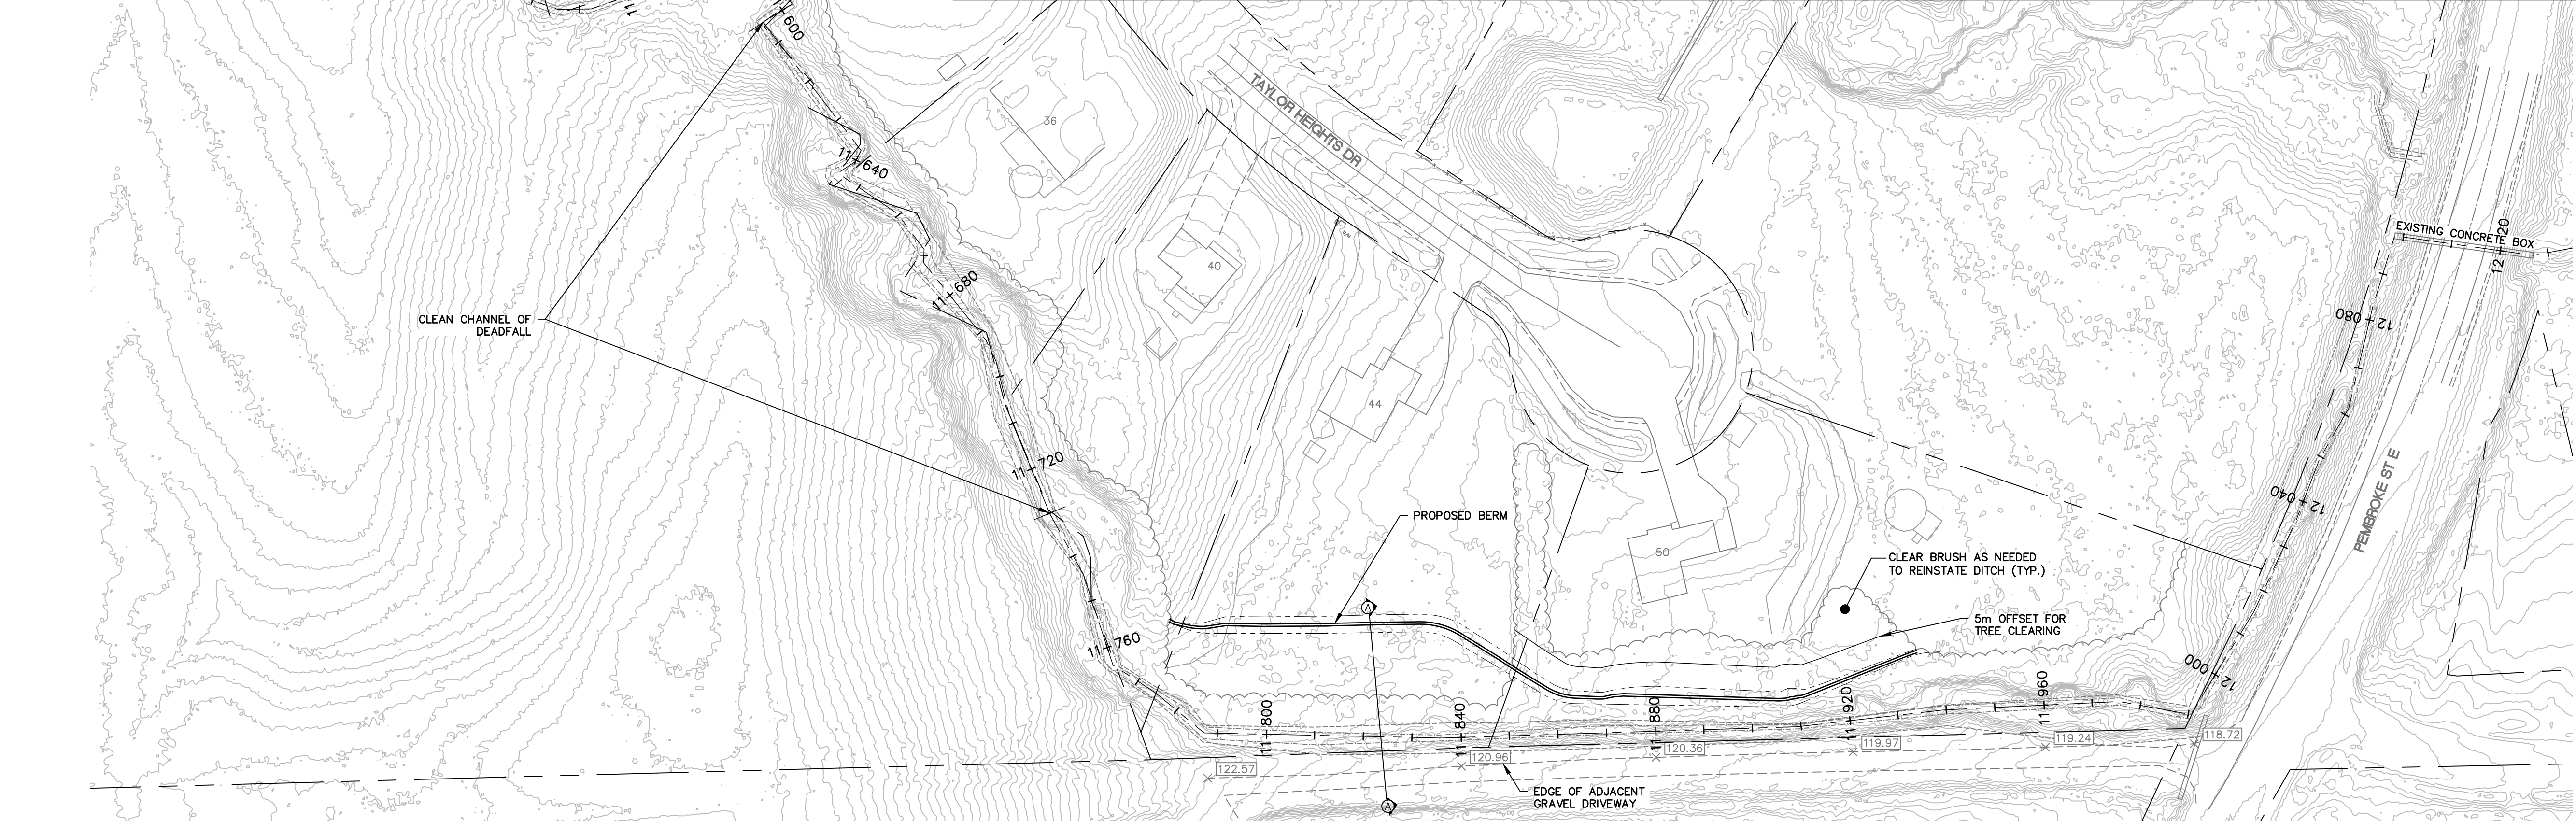 600
TAYLOR HEIGHTS DR
36
11+640
40
11+680
EXISTING CONCRETE BOX
12+120
12+080
CLEAN CHANNEL OF
DEADFALL
44
11+720
PEMBROKE ST E
12+040
PROPOSED BERM
50
CLEAR BRUSH AS NEEDED
TO REINSTATE DITCH (TYP.)
A
5m OFFSET FOR
TREE CLEARING
11+760
12+000
11+800
11+840
11+880
11+920
11+960
122.57
120.96
120.36
119.97
119.24
118.72
EDGE OF ADJACENT
GRAVEL DRIVEWAY
A